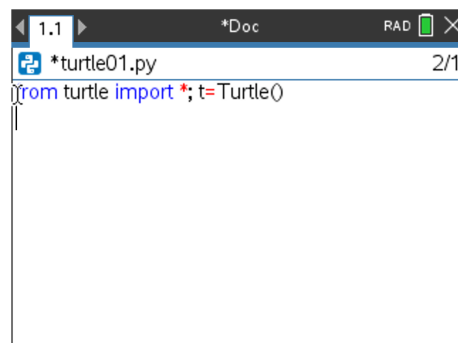 1.1 *Doc RAD
*turtle01.py 2/1
from turtle import *; t=Turtle()